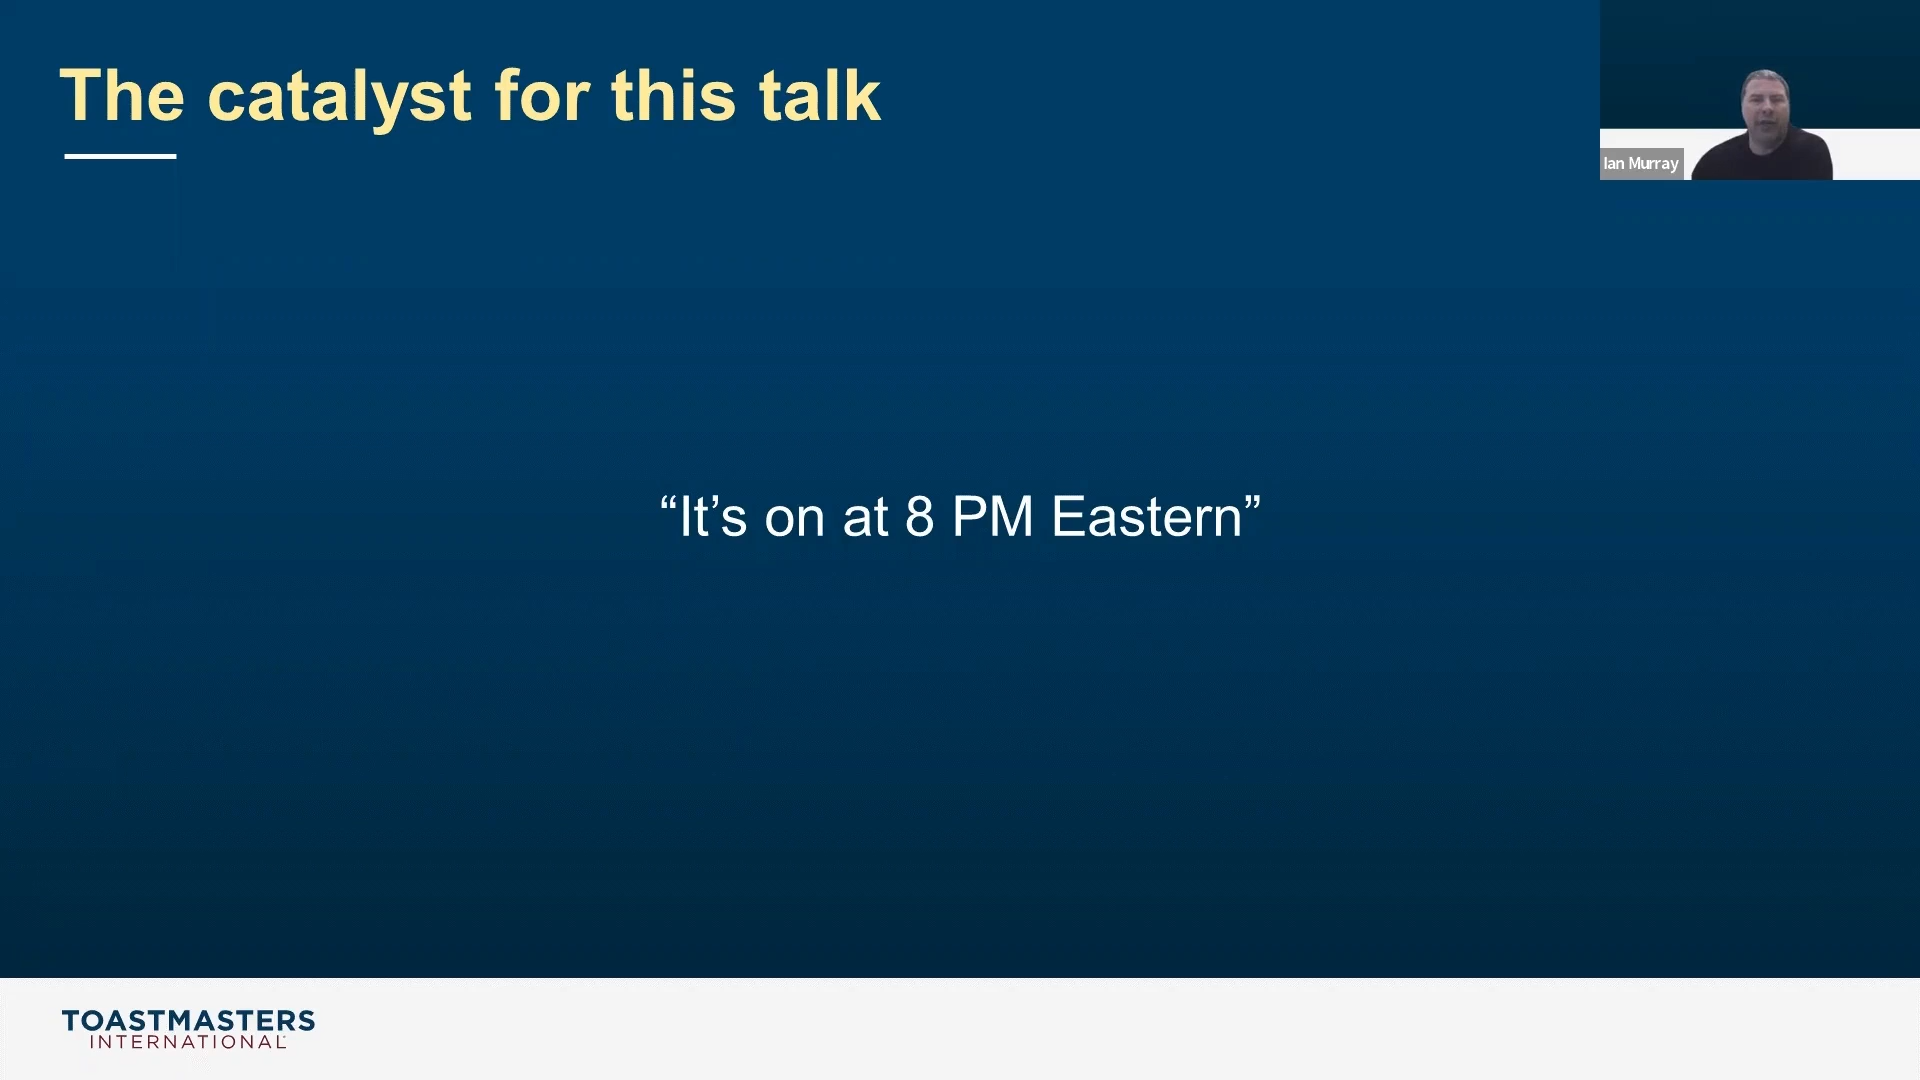 The catalyst for this talk
Ian Murray
“It’s on at 8 PM Eastern”
TOASTMASTERS
INTERNATIONAL